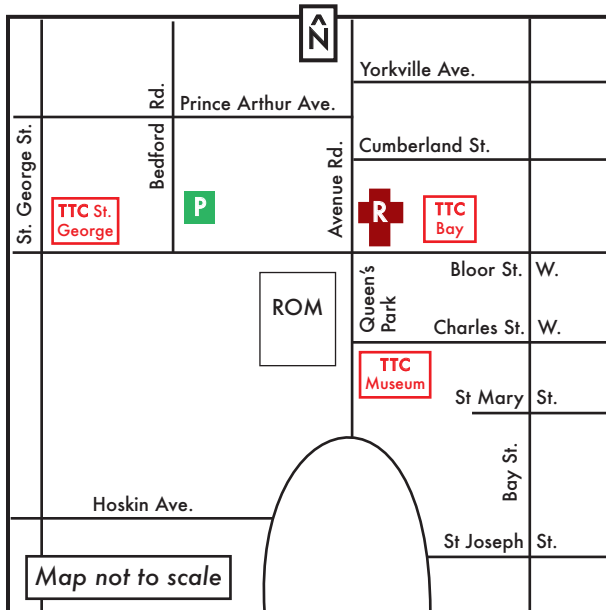 N
Yorkville Ave.
Prince Arthur Ave.
Bedford Rd.
St. George St.
Avenue Rd.
Cumberland St.
TTC St.
George
P
R
TTC
Bay
Bloor St. W.
ROM
Queen's
Park
Charles St. W.
TTC
Museum
St Mary St.
Bay St.
Hoskin Ave.
St Joseph St.
Map not to scale